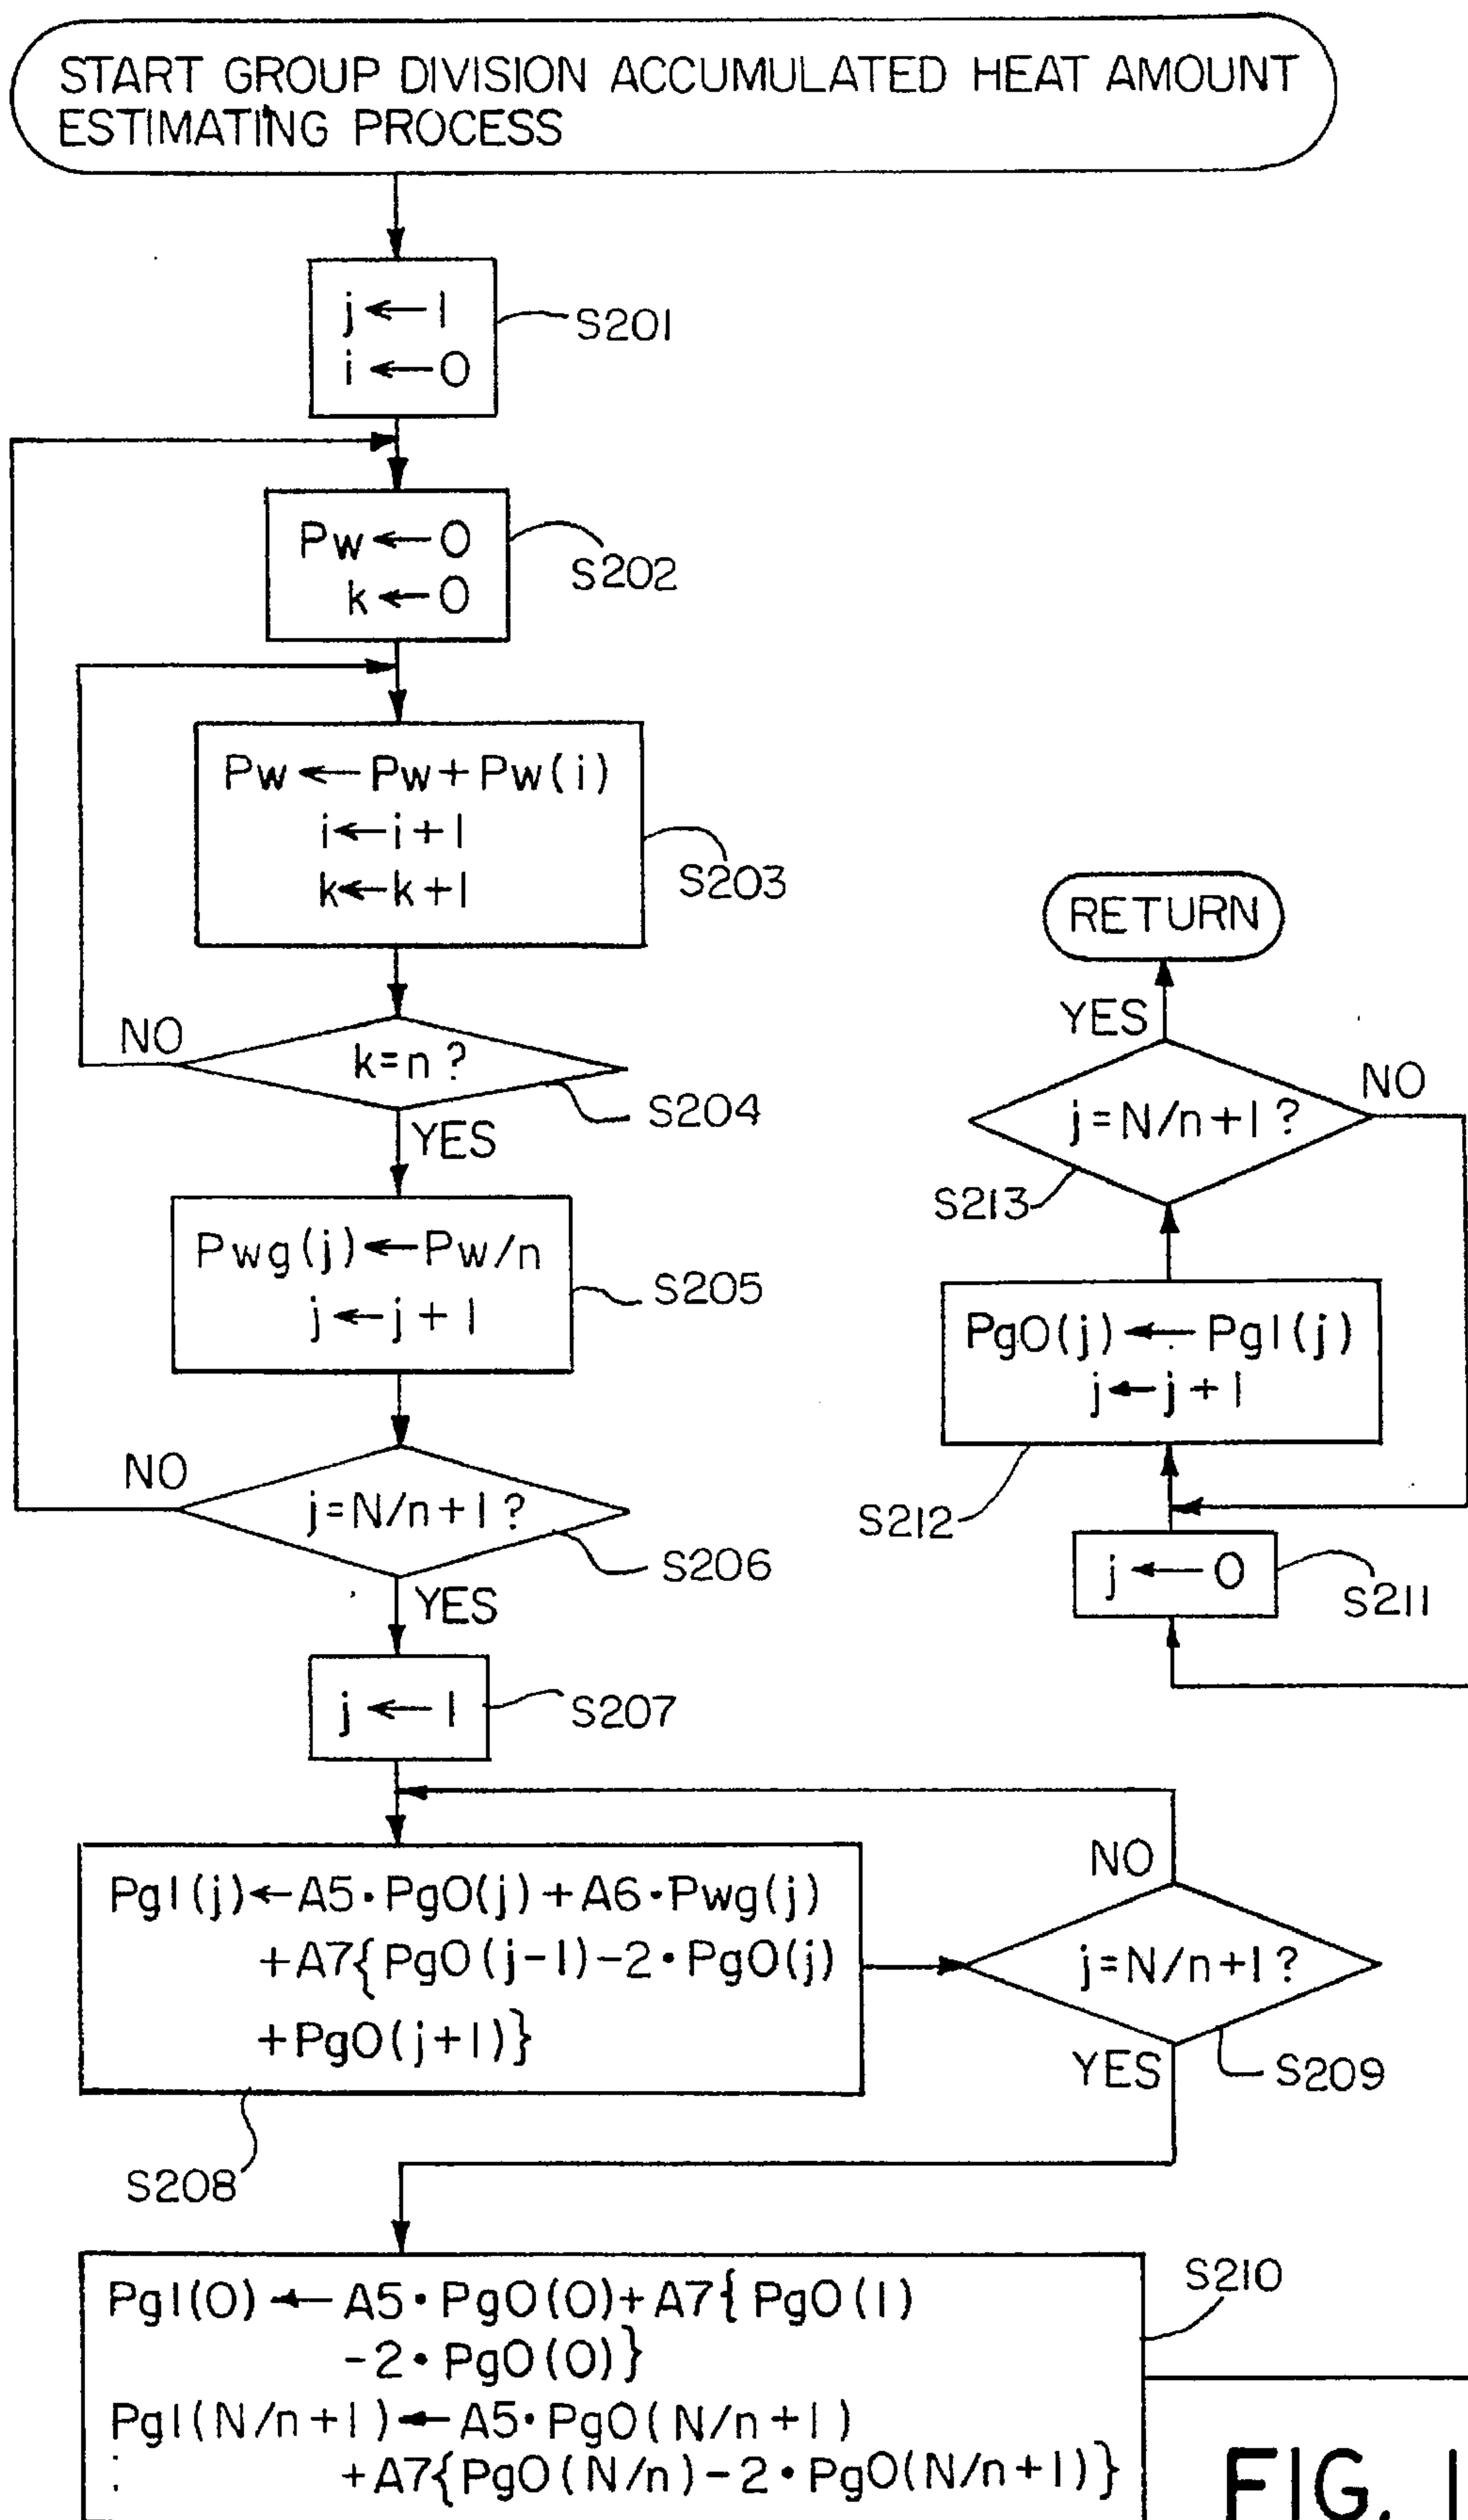 START GROUP DIVISION ACCUMULATED HEAT AMOUNT
ESTIMATING PROCESS
j ← 1
i ← 0
S201
Pw ← 0
k ← 0
S202
Pw ← Pw + Pw(i)
i ← i + 1
k ← k + 1
S203
k = n ?
NO
S204
YES
Pwg(j) ← Pw/n
j ← j + 1
S205
j = N/n + 1 ?
NO
S206
YES
j ← 1
S207
Pg1(j) ← A5・Pg0(j) + A6・Pwg(j)
+ A7{Pg0(j-1) - 2・Pg0(j)
+ Pg0(j+1)}
S208
j = N/n + 1 ?
NO
YES
S209
Pg1(0) ← A5・Pg0(0) + A7{Pg0(1)
- 2・Pg0(0)}
Pg1(N/n + 1) ← A5・Pg0(N/n + 1)
+ A7{Pg0(N/n) - 2・Pg0(N/n + 1)}
S210
j ← 0
S211
Pg0(j) ← Pg1(j)
j ← j + 1
S212
j = N/n + 1 ?
NO
S213
YES
RETURN
FIG. 1